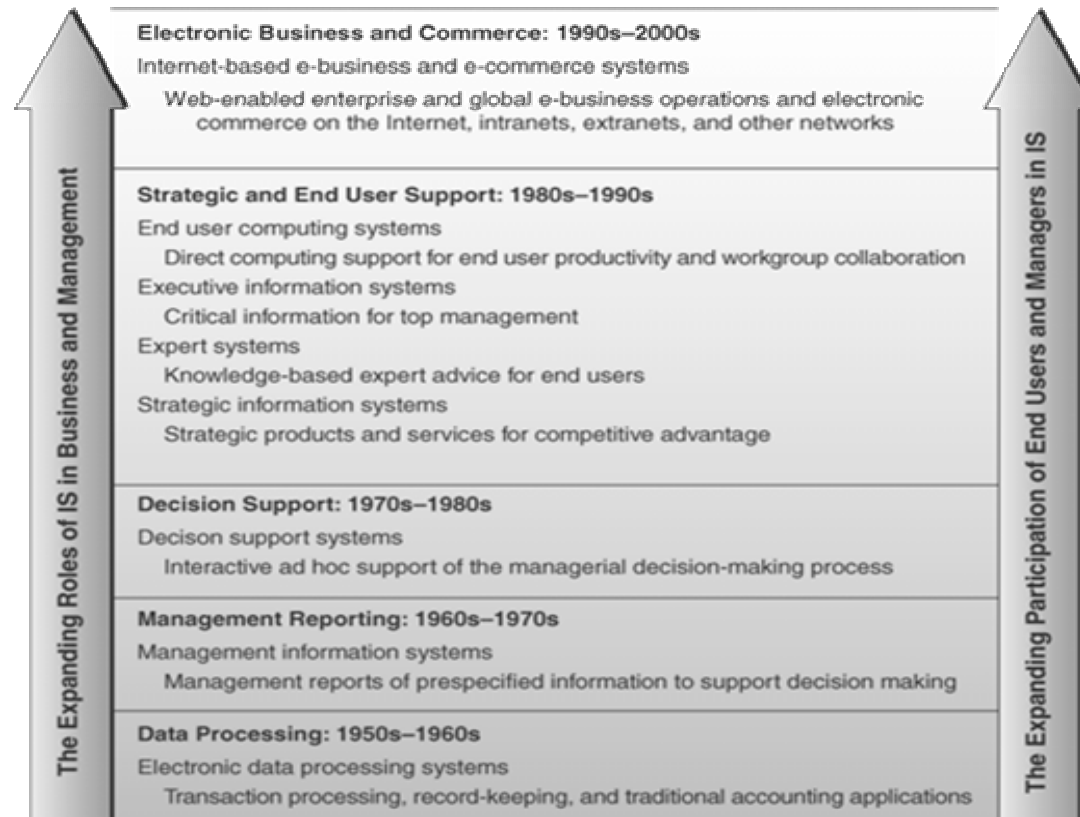 The Expanding Roles of IS in Business and Management
Electronic Business and Commerce: 1990s–2000s
Internet-based e-business and e-commerce systems
Web-enabled enterprise and global e-business operations and electronic
commerce on the Internet, intranets, extranets, and other networks
Strategic and End User Support: 1980s–1990s
End user computing systems
Direct computing support for end user productivity and workgroup collaboration
Executive information systems
Critical information for top management
Expert systems
Knowledge-based expert advice for end users
Strategic information systems
Strategic products and services for competitive advantage
Decision Support: 1970s–1980s
Decison support systems
Interactive ad hoc support of the managerial decision-making process
Management Reporting: 1960s–1970s
Management information systems
Management reports of prespecified information to support decision making
Data Processing: 1950s–1960s
Electronic data processing systems
Transaction processing, record-keeping, and traditional accounting applications
The Expanding Participation of End Users and Managers in IS